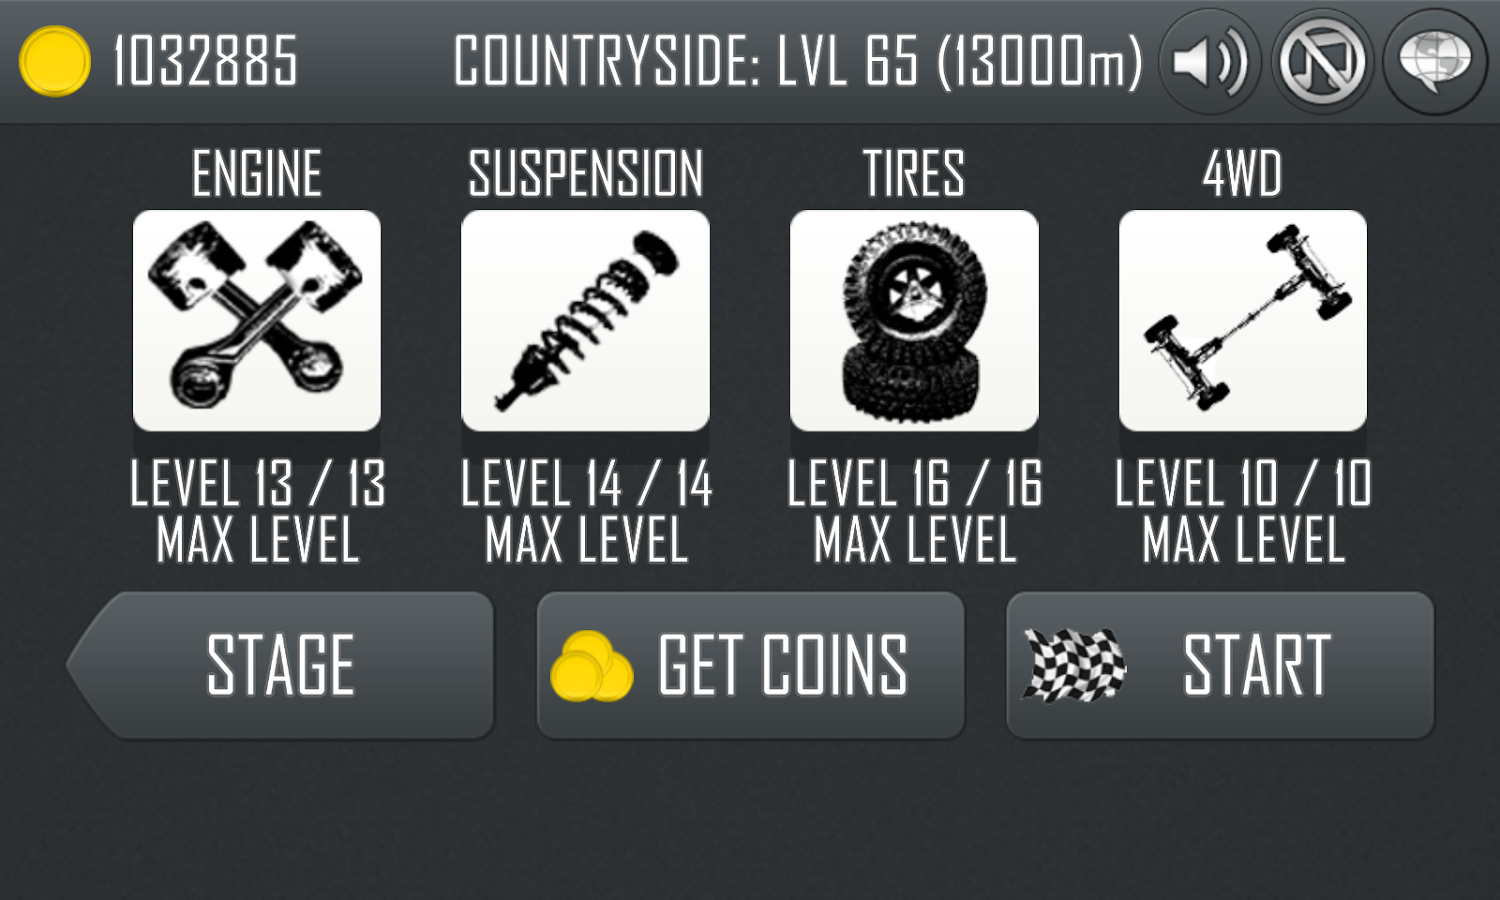 1032885
COUNTRYSIDE: LVL 65 (13000m)
ENGINE
SUSPENSION
TIRES
4WD
LEVEL 13 / 13
MAX LEVEL
LEVEL 14 / 14
MAX LEVEL
LEVEL 16 / 16
MAX LEVEL
LEVEL 10 / 10
MAX LEVEL
STAGE
GET COINS
START